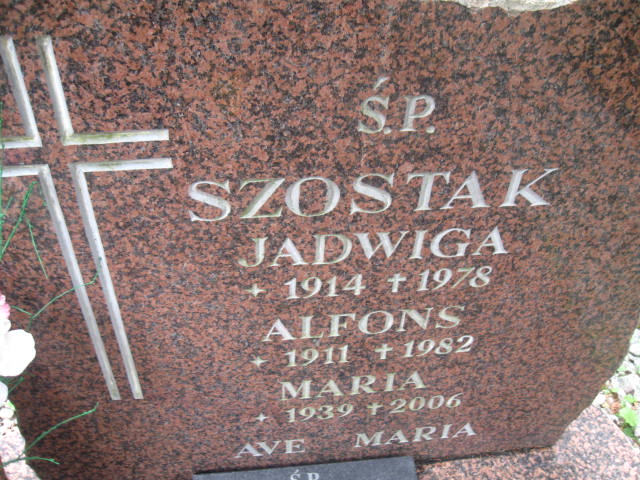 Ś.P.
SZOSTAK
JADWIGA
+ 1914 † 1978
ALFONS
+ 1911 † 1982
MARIA
+ 1939 † 2006
AVE MARIA
Ś.P.